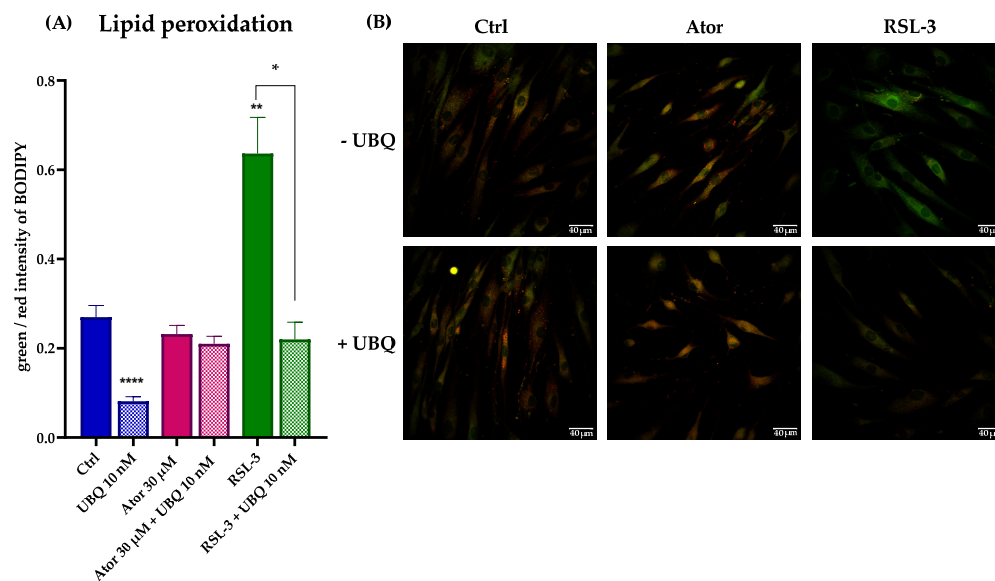 (A) Lipid peroxidation
green / red intensity of BODIPY
0.8
0.6
0.4
0.2
0.0
*
**
****
Ctrl
UBQ 10 nM
Ator 30 µM
Ator 30 µM + UBQ 10 nM
RSL-3
RSL-3 + UBQ 10 nM
(B)
Ctrl
Ator
RSL-3
- UBQ
40 µm
40 µm
40 µm
+ UBQ
40 µm
40 µm
40 µm